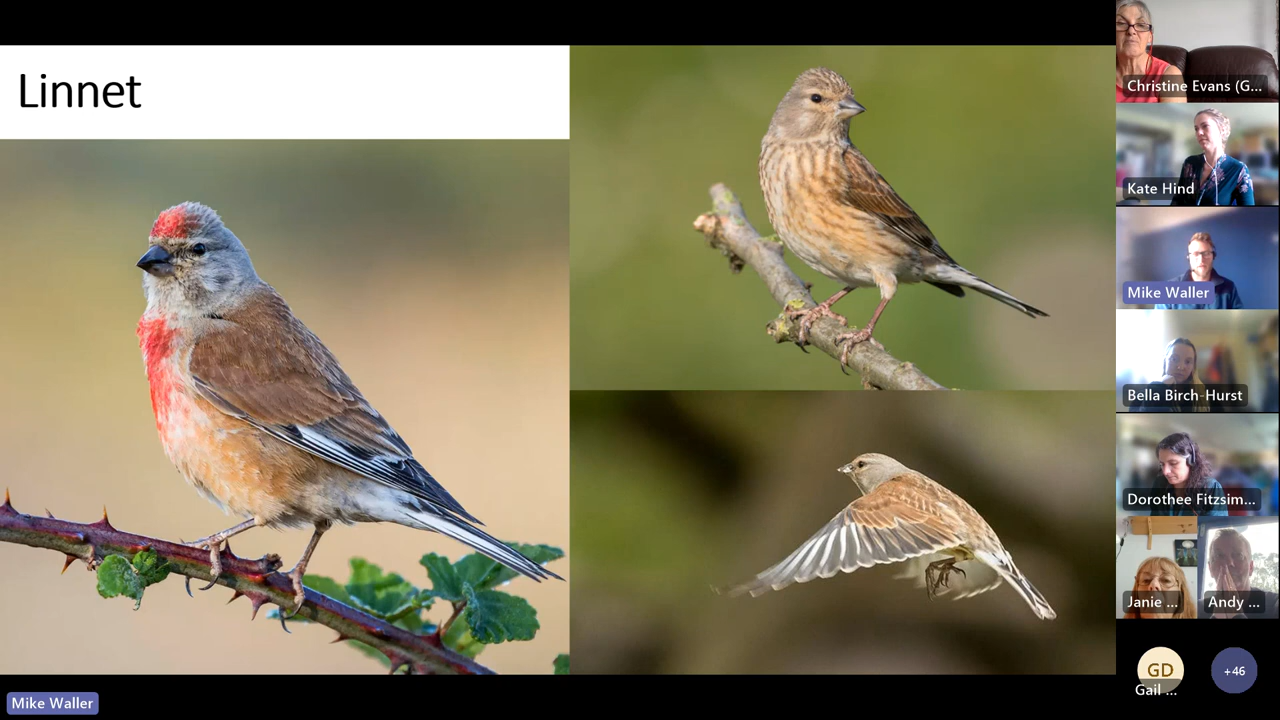 Linnet
Christine Evans (G...
Kate Hind
Mike Waller
Bella Birch-Hurst
Dorothee Fitzsim...
Janie ...
Andy ...
GD
Gail ...
+46
Mike Waller